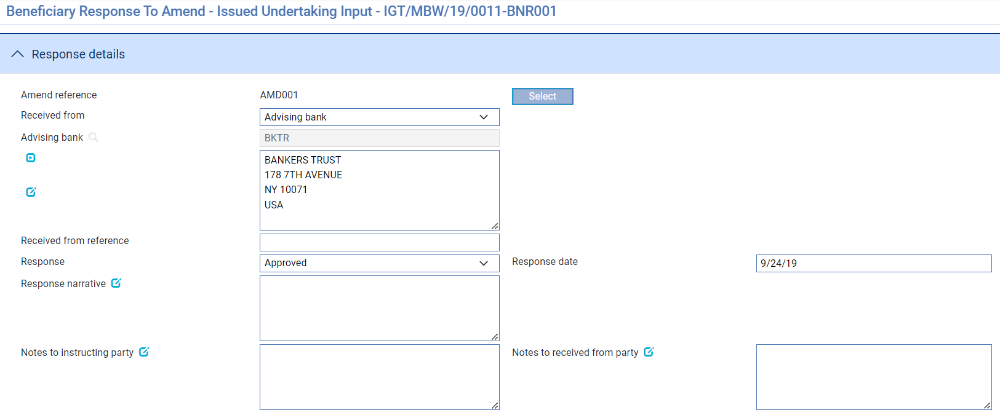 Beneficiary Response To Amend - Issued Undertaking Input - IGT/MBW/19/0011-BNR001
Response details
Amend reference
AMD001
Select
Received from
Advising bank
Advising bank
BKTR
BANKERS TRUST
178 7TH AVENUE
NY 10071
USA
Received from reference
Response
Approved
Response date
9/24/19
Response narrative
Notes to instructing party
Notes to received from party